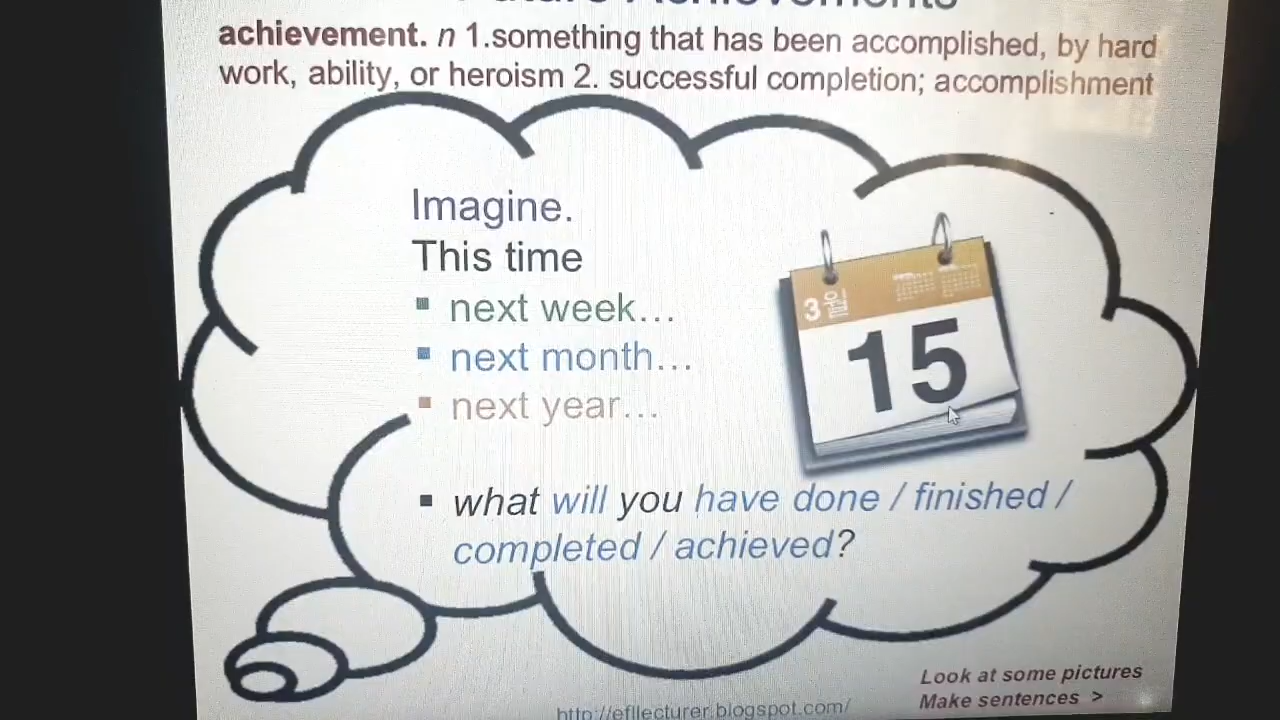 Future Achievements
achievement. n 1.something that has been accomplished, by hard
work, ability, or heroism 2. successful completion; accomplishment
Imagine.
This time
▪ next week...
▪ next month...
▪ next year...
3
15
▪ what will you have done / finished /
completed / achieved?
Look at some pictures
Make sentences >
http://efllecturer.blogspot.com/